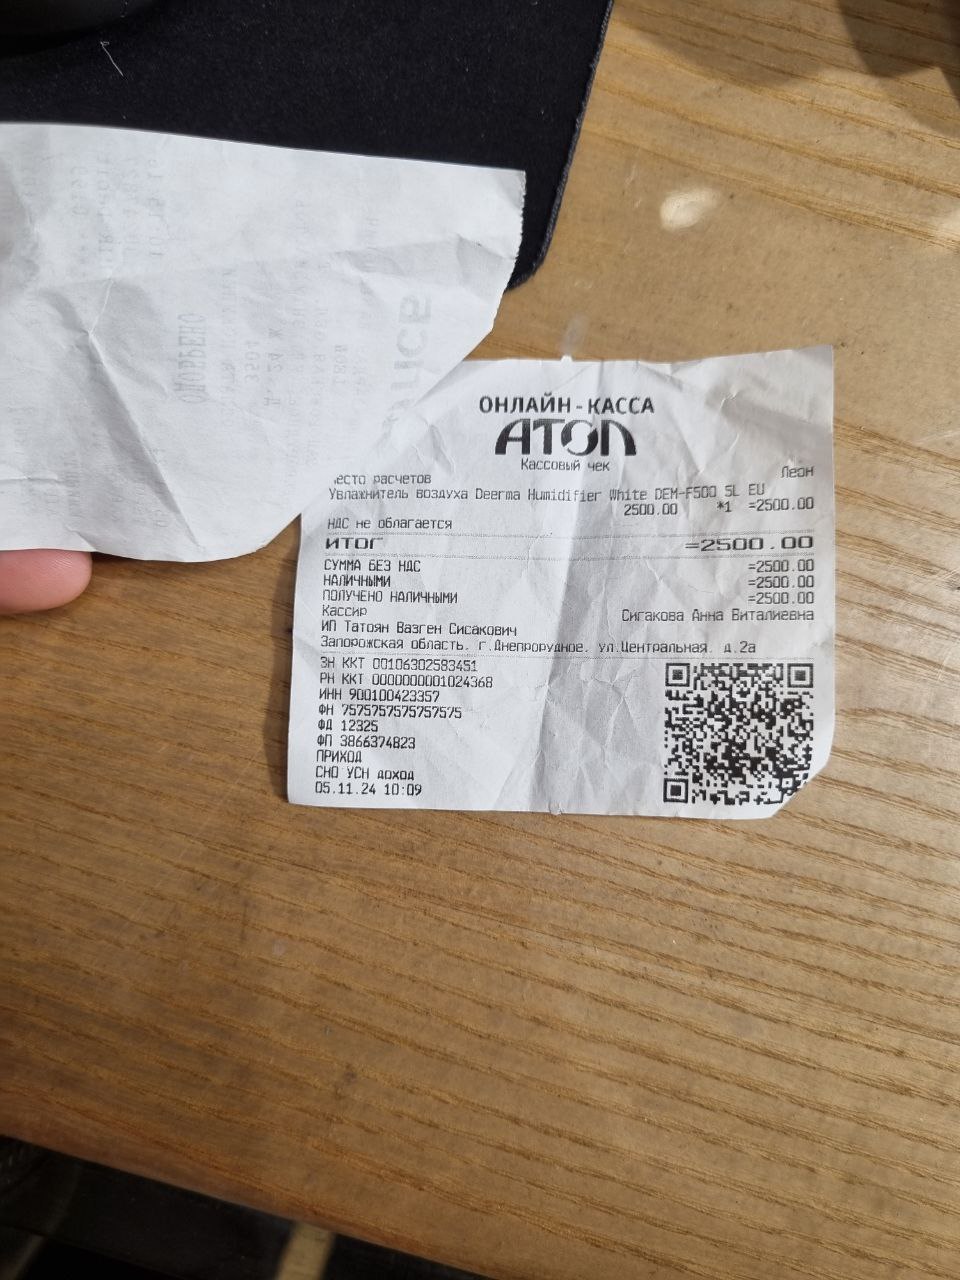 ОНЛАЙН-КАССА
АТОЛ
Кассовый чек
место расчетов Леон
Увлажнитель воздуха Deerma Humidifier White DEM-F500 5L EU
2500.00 *1 =2500.00
НДС не облагается
ИТОГ =2500.00
СУММА БЕЗ НДС =2500.00
НАЛИЧНЫМИ =2500.00
ПОЛУЧЕНО НАЛИЧНЫМИ =2500.00
Кассир Сигакова Анна Виталиевна
ИП Татоян Вазген Сисакович
Запорожская область, г.Днепрорудное, ул.Центральная, д.2а
ЗН ККТ 00106302583451
РН ККТ 0000000001024368
ИНН 900100423357
ФН 7575757575757575
ФД 12325
ФП 3866374823
ПРИХОД
СНО УСН доход
05.11.24 10:09
ОДОБРЕНО